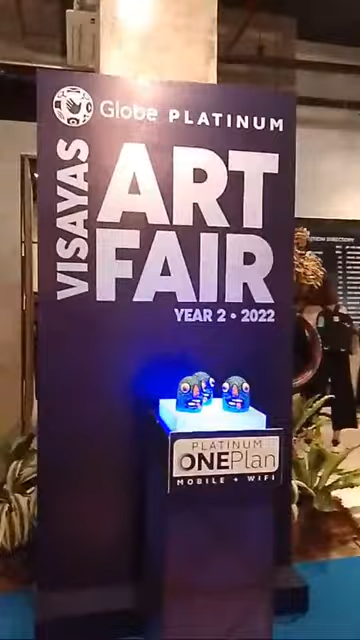 Globe PLATINUM
VISAYAS
ART
FAIR
YEAR 2 • 2022
PLATINUM
ONEPlan
MOBILE + WIFI